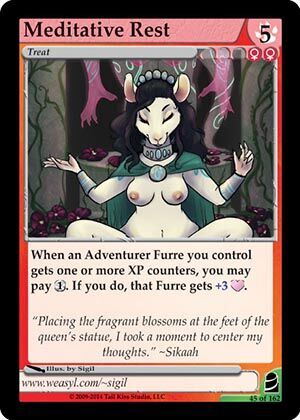 Meditative Rest
5
Treat
When an Adventurer Furre you control
gets one or more XP counters, you may
pay 1. If you do, that Furre gets +3 .
"Placing the fragrant blossoms at the feet of the
queen's statue, I took a moment to center my
thoughts." ~Sikaah
Illus. by Sigil
www.weasyl.com/~sigil
© 2009-2014 Tail Kiss Studio, LLC
45 of 162